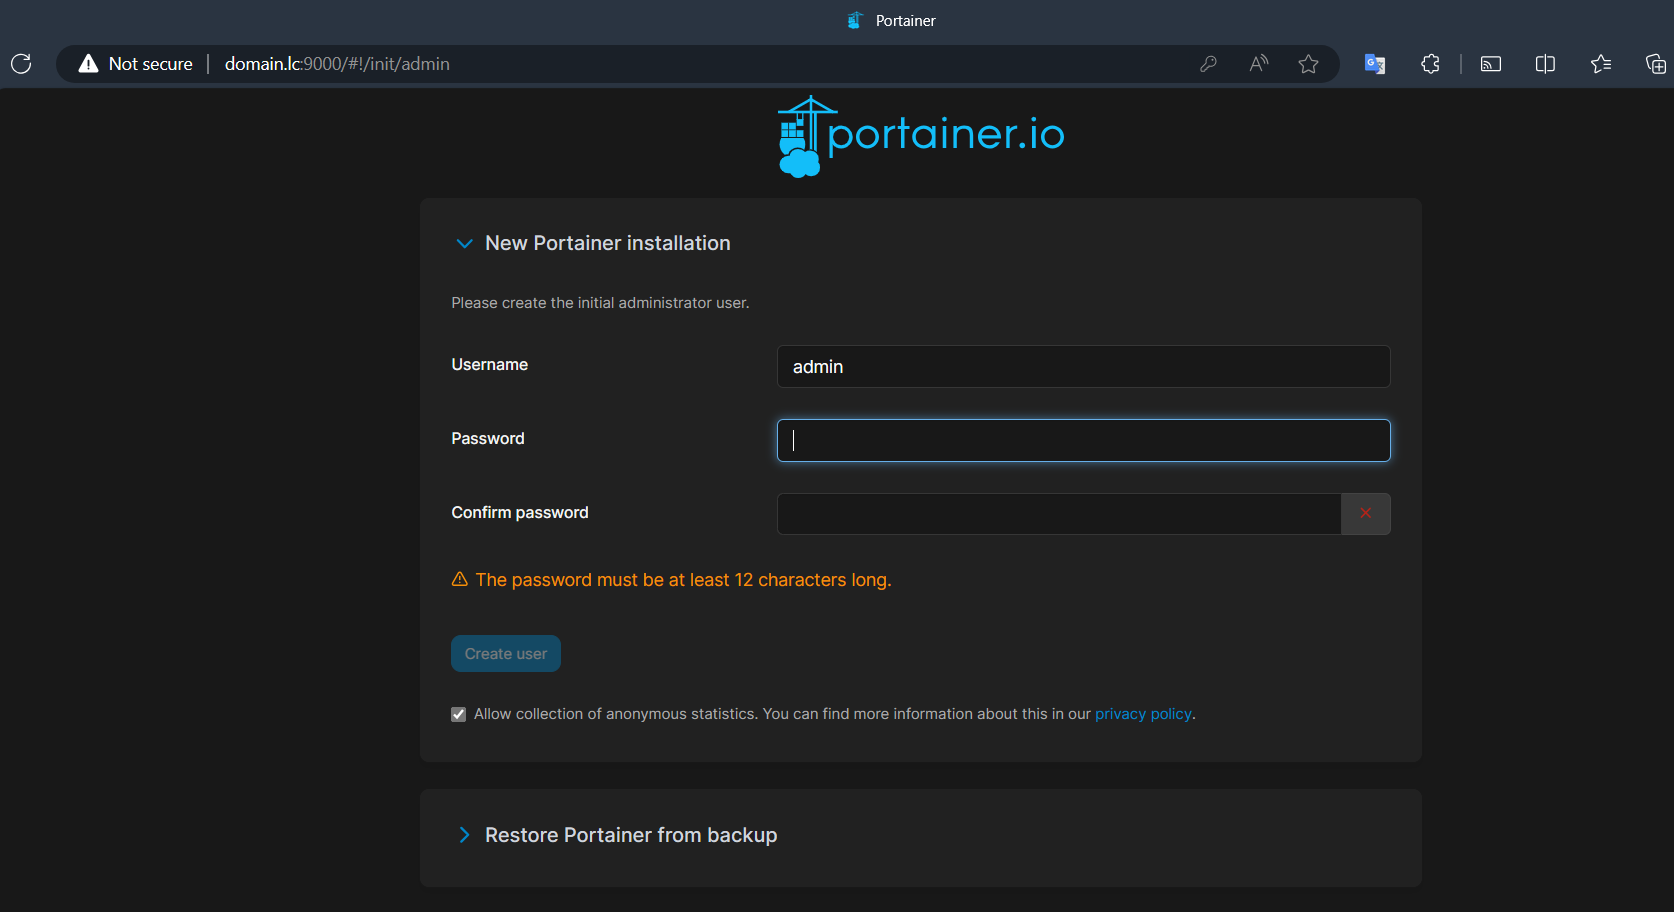 Portainer
Not secure domain.lc:9000/#!/init/admin
portainer.io
New Portainer installation
Please create the initial administrator user.
Username admin
Password
Confirm password
The password must be at least 12 characters long.
Create user
Allow collection of anonymous statistics. You can find more information about this in our privacy policy.
Restore Portainer from backup